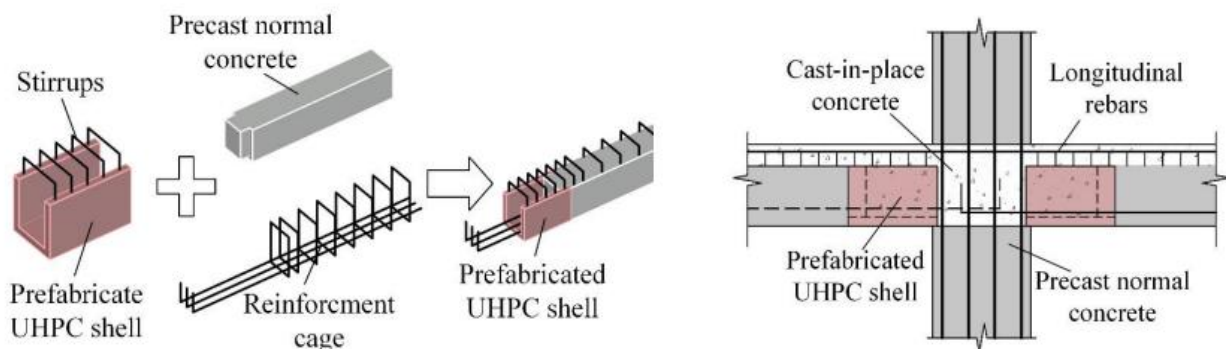 Precast normal
concrete
Stirrups
Prefabricate
UHPC shell
Reinforcment
cage
Prefabricated
UHPC shell
Cast-in-place
concrete
Longitudinal
rebars
Prefabricated
UHPC shell
Precast normal
concrete